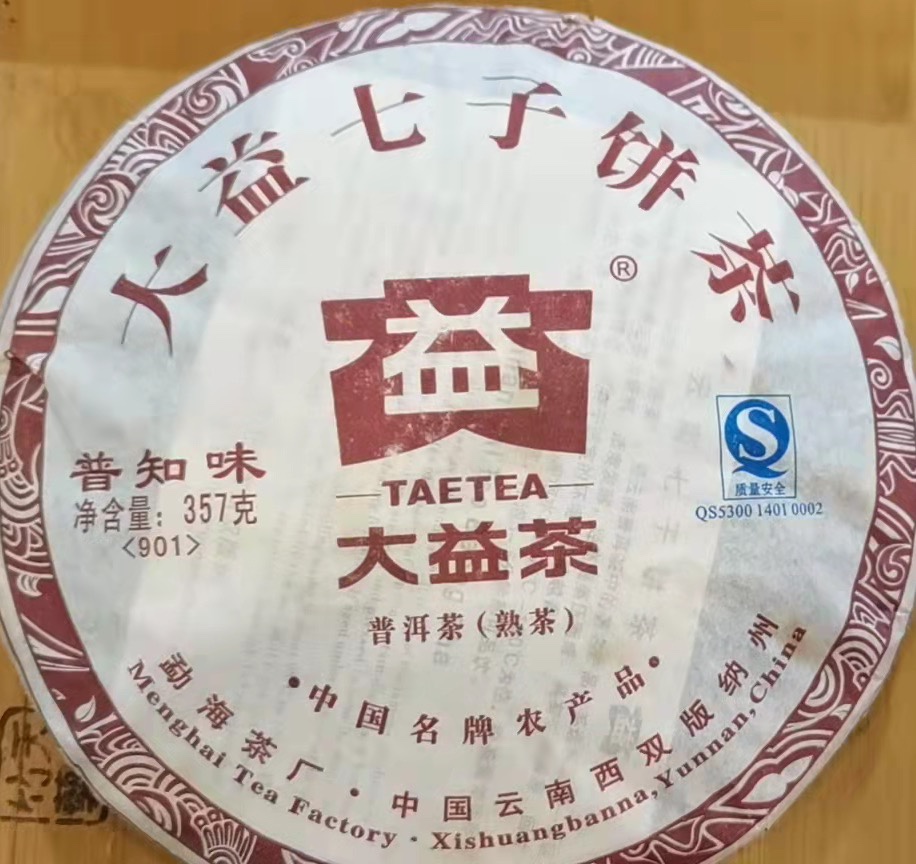 大益七子饼茶
®
益
TAETEA
大益茶
普洱茶(熟茶)
普知味
净含量：357克
<901>
S
质量安全
QS5300 1401 0002
•中国名牌农产品•
勐海茶厂 • 中国云南西双版纳州
Menghai Tea Factory · Xishuangbanna,Yunnan,China